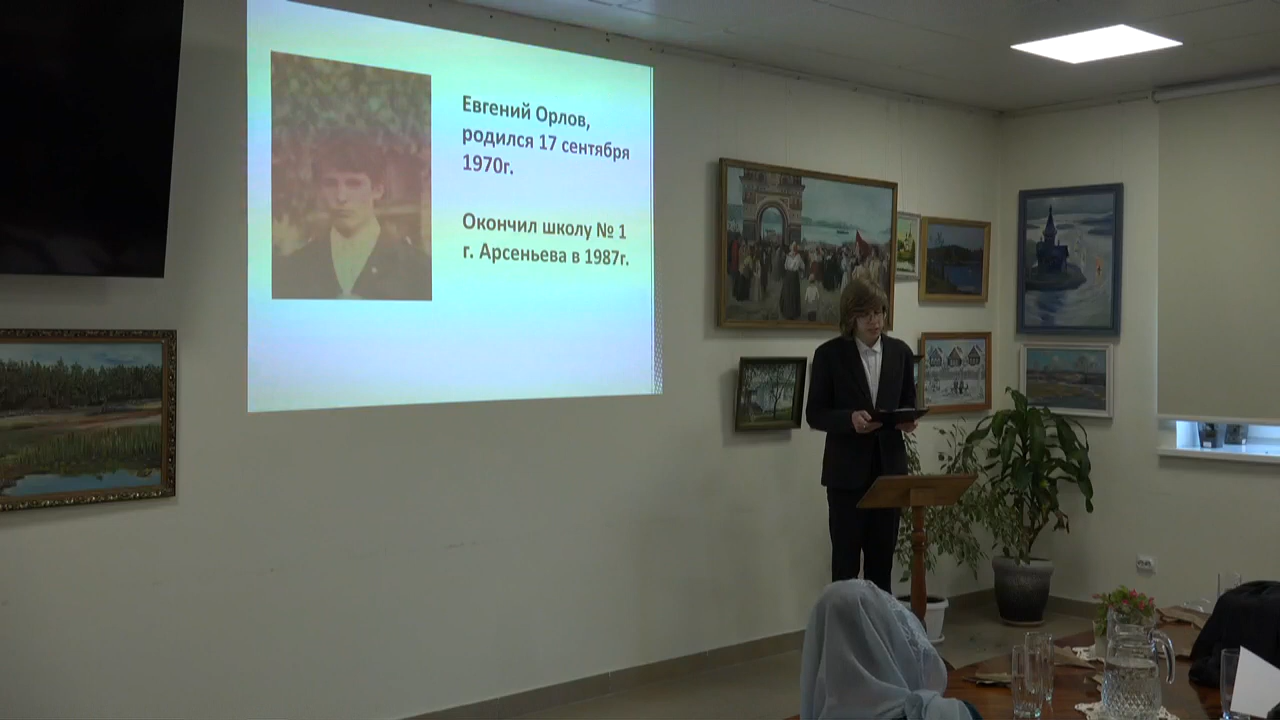 Евгений Орлов,
родился 17 сентября
1970г.
Окончил школу № 1
г. Арсеньева в 1987г.